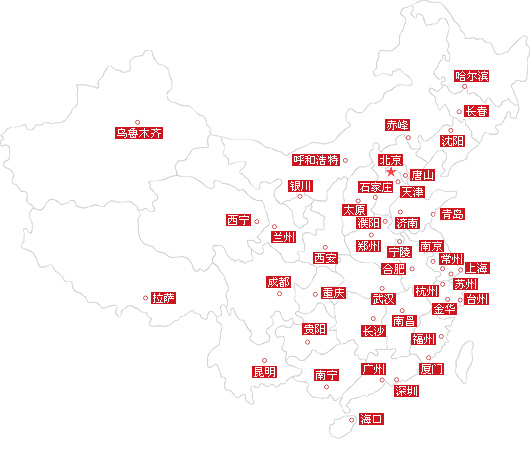 哈尔滨
长春
赤峰
乌鲁木齐
沈阳
呼和浩特
北京
唐山
银川
石家庄
天津
太原
西宁
濮阳
济南
青岛
兰州
郑州
宁陵
南京
西安
常州
合肥
上海
成都
苏州
重庆
杭州
拉萨
武汉
台州
金华
南昌
贵阳
长沙
福州
昆明
广州
厦门
南宁
深圳
海口